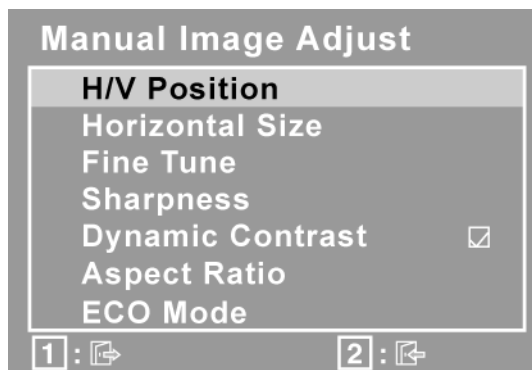 Manual Image Adjust
H/V Position
Horizontal Size
Fine Tune
Sharpness
Dynamic Contrast
Aspect Ratio
ECO Mode
1 : 2 :